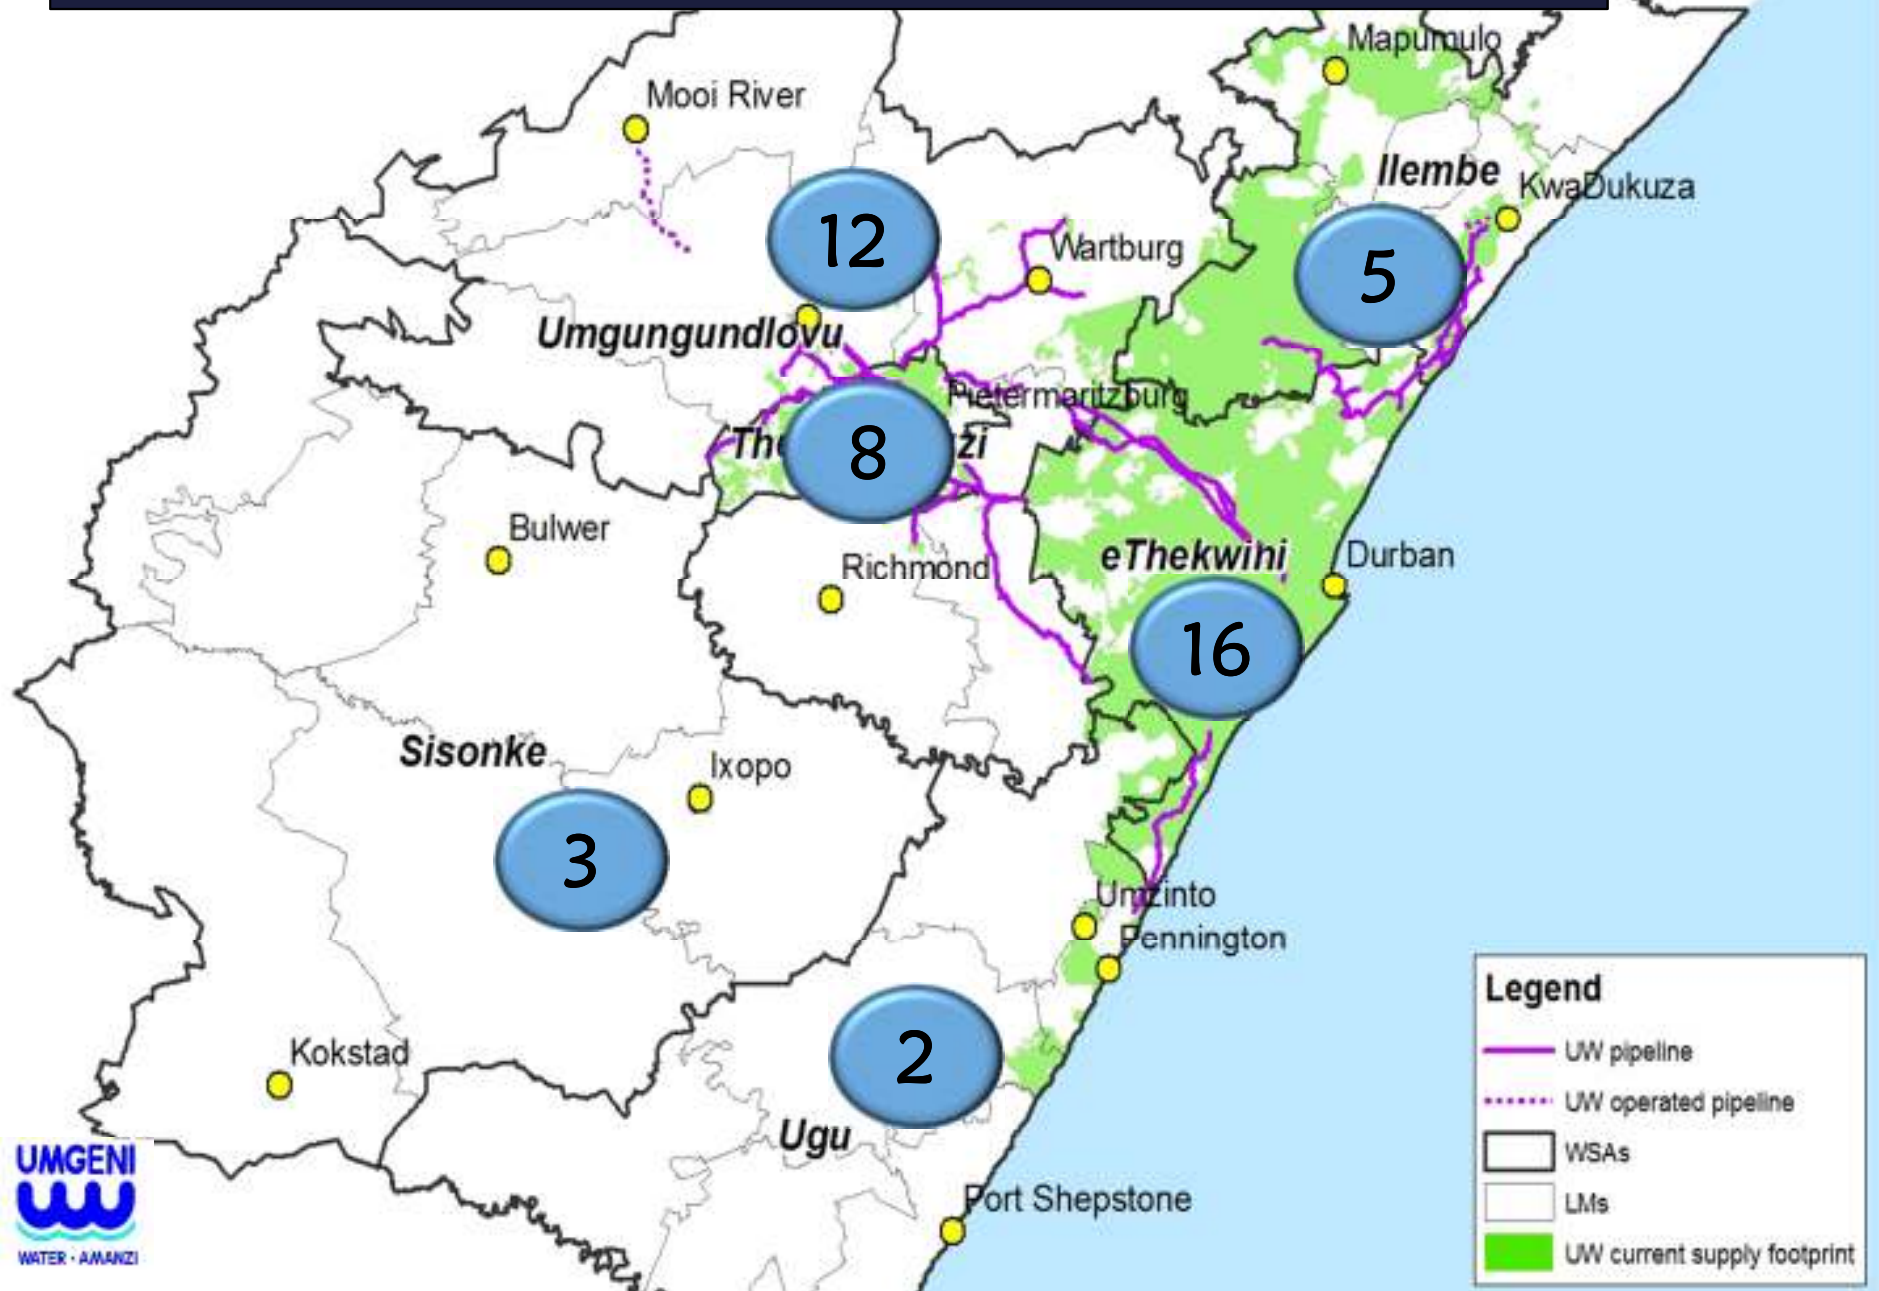 Mapumulo
Mooi River
Ilembe
KwaDukuza
12
Wartburg
5
Umgungundlovu
Pietermaritzburg
8
Bulwer
Richmond
eThekwini
Durban
16
Sisonke
Ixopo
3
Umzinto
Pennington
2
Kokstad
Ugu
Port Shepstone
UMGENI
WATER · AMANZI
Legend
UW pipeline
UW operated pipeline
WSAs
LMs
UW current supply footprint